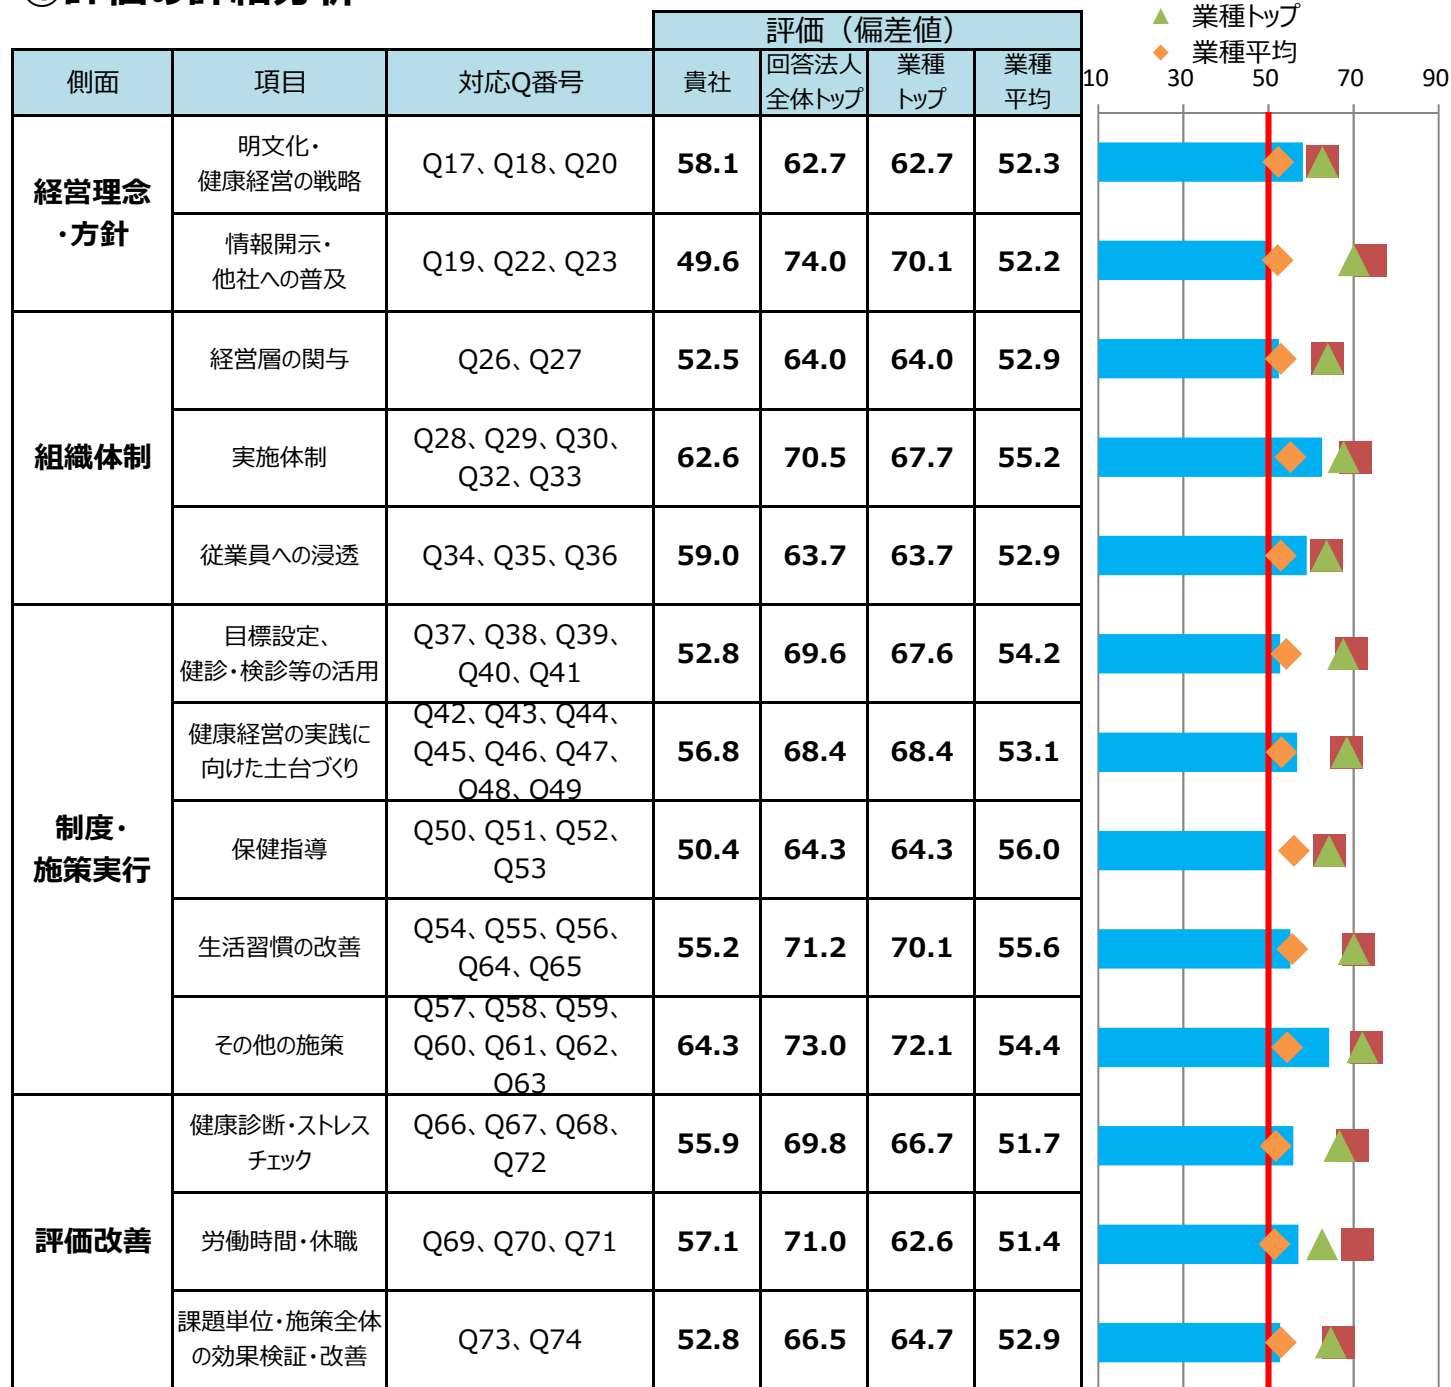 ①評価の詳細分析
▲ 業種トップ
◆ 業種平均
評価（偏差値）
側面 項目 対応Q番号 貴社 回答法人全体トップ 業種トップ 業種平均
10 30 50 70 90
経営理念
・方針
明文化・
健康経営の戦略
Q17、Q18、Q20
58.1 62.7 62.7 52.3
情報開示・
他社への普及
Q19、Q22、Q23
49.6 74.0 70.1 52.2
組織体制
経営層の関与
Q26、Q27
52.5 64.0 64.0 52.9
実施体制
Q28、Q29、Q30、
Q32、Q33
62.6 70.5 67.7 55.2
従業員への浸透
Q34、Q35、Q36
59.0 63.7 63.7 52.9
制度・
施策実行
目標設定、
健診・検診等の活用
Q37、Q38、Q39、
Q40、Q41
52.8 69.6 67.6 54.2
健康経営の実践に
向けた土台づくり
Q42、Q43、Q44、
Q45、Q46、Q47、
Q48、Q49
56.8 68.4 68.4 53.1
保健指導
Q50、Q51、Q52、
Q53
50.4 64.3 64.3 56.0
生活習慣の改善
Q54、Q55、Q56、
Q64、Q65
55.2 71.2 70.1 55.6
その他の施策
Q57、Q58、Q59、
Q60、Q61、Q62、
Q63
64.3 73.0 72.1 54.4
評価改善
健康診断・ストレス
チェック
Q66、Q67、Q68、
Q72
55.9 69.8 66.7 51.7
労働時間・休職
Q69、Q70、Q71
57.1 71.0 62.6 51.4
課題単位・施策全体
の効果検証・改善
Q73、Q74
52.8 66.5 64.7 52.9